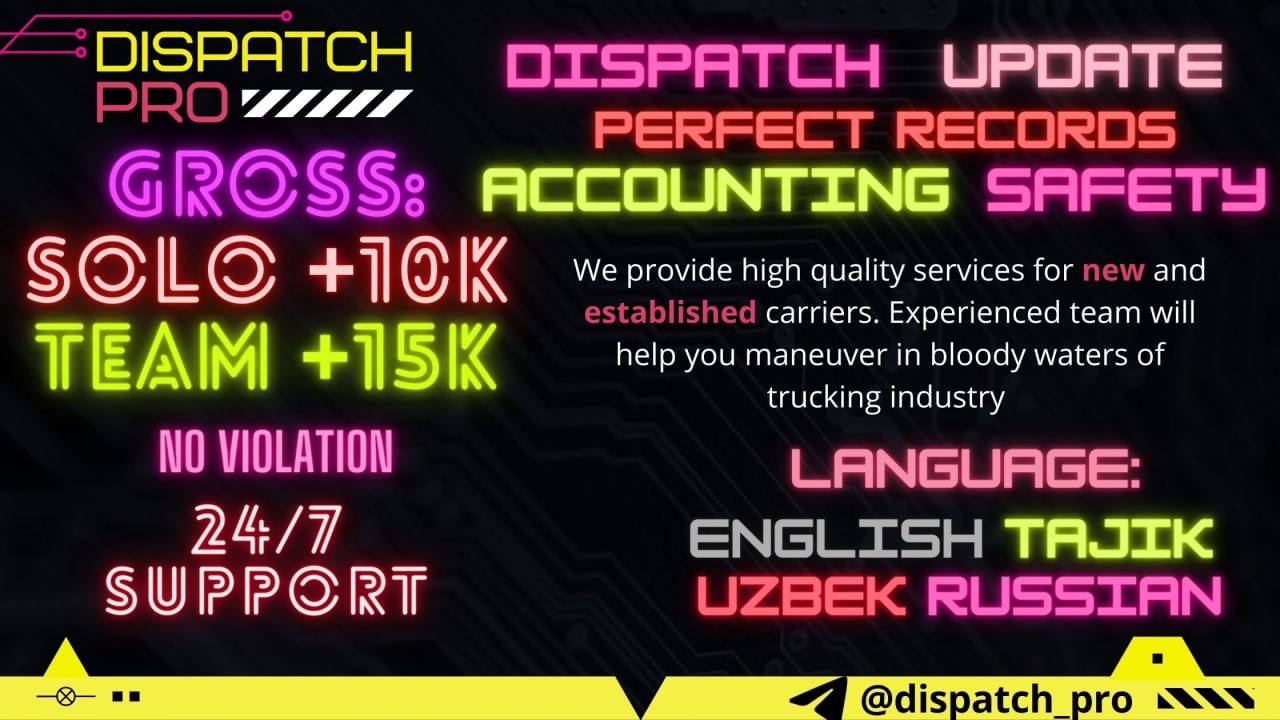 DISPATCH
PRO
GROSS:
SOLO +10K
TEAM +15K
NO VIOLATION
24/7
SUPPORT
DISPATCH UPDATE
PERFECT RECORDS
ACCOUNTING SAFETY
We provide high quality services for new and
established carriers. Experienced team will
help you maneuver in bloody waters of
trucking industry
LANGUAGE:
ENGLISH TAJIK
UZBEK RUSSIAN
@dispatch_pro